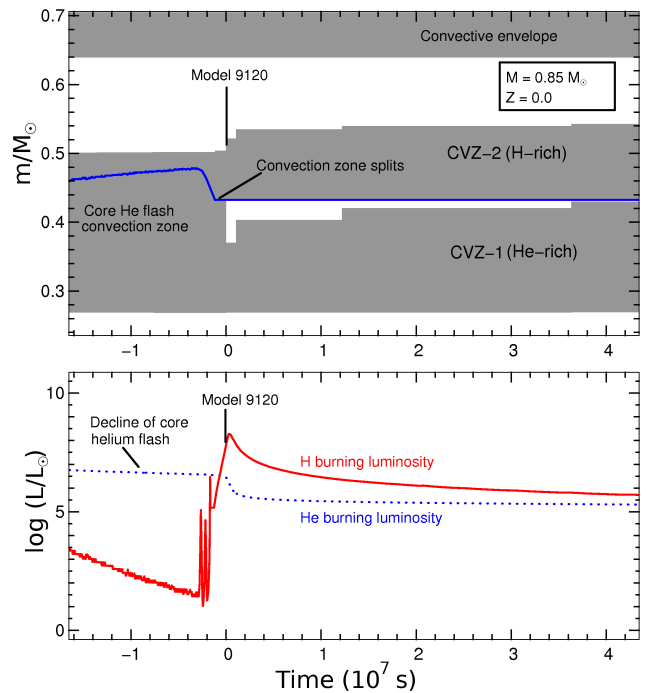 0.7
Convective envelope
Model 9120
M = 0.85 M☉
Z = 0.0
0.6
0.5
Convection zone splits
CVZ−2 (H−rich)
m/M☉
0.4
Core He flash
convection zone
CVZ−1 (He−rich)
0.3
−1 0 1 2 3 4
10
Model 9120
Decline of core
helium flash
H burning luminosity
log (L/L☉)
5
He burning luminosity
0
−1 0 1 2 3 4
Time (10⁷ s)